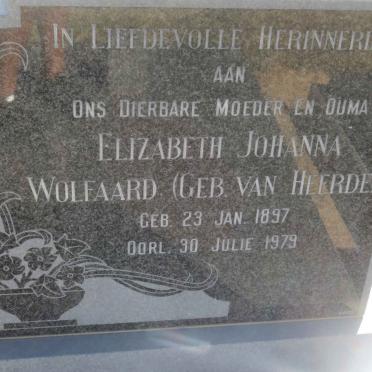 In Liefdevolle Herinneri
aan
ons Dierbare Moeder en Ouma
Elizabeth Johanna
Wolfaard (Geb. van Heerde
Geb. 23 Jan. 1897
Oorl. 30 Julie 1979